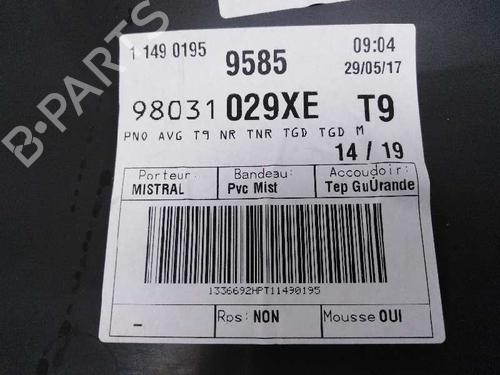 1 149 0195 9585 09:04
29/05/17
98031 029XE T9
PNO AVG T9 NR TNR TGD TGD M
14 / 19
Porteur: Bandeau: Accoudoir:
MISTRAL Pvc Mist Tep GuUrande
1336692HPT11490195
_ Rps: NON Mousse OUI
B-PARTS